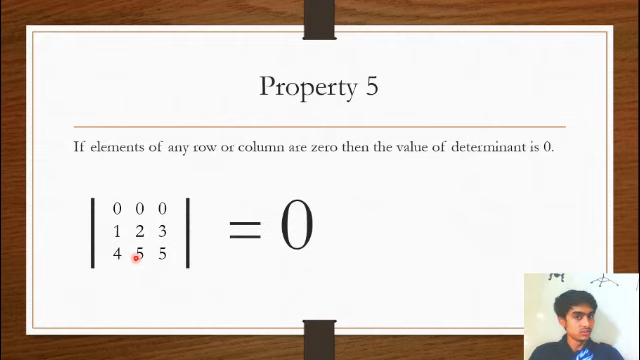 Property 5
If elements of any row or column are zero then the value of determinant is 0.
0 0 0
1 2 3
4 5 5
= 0